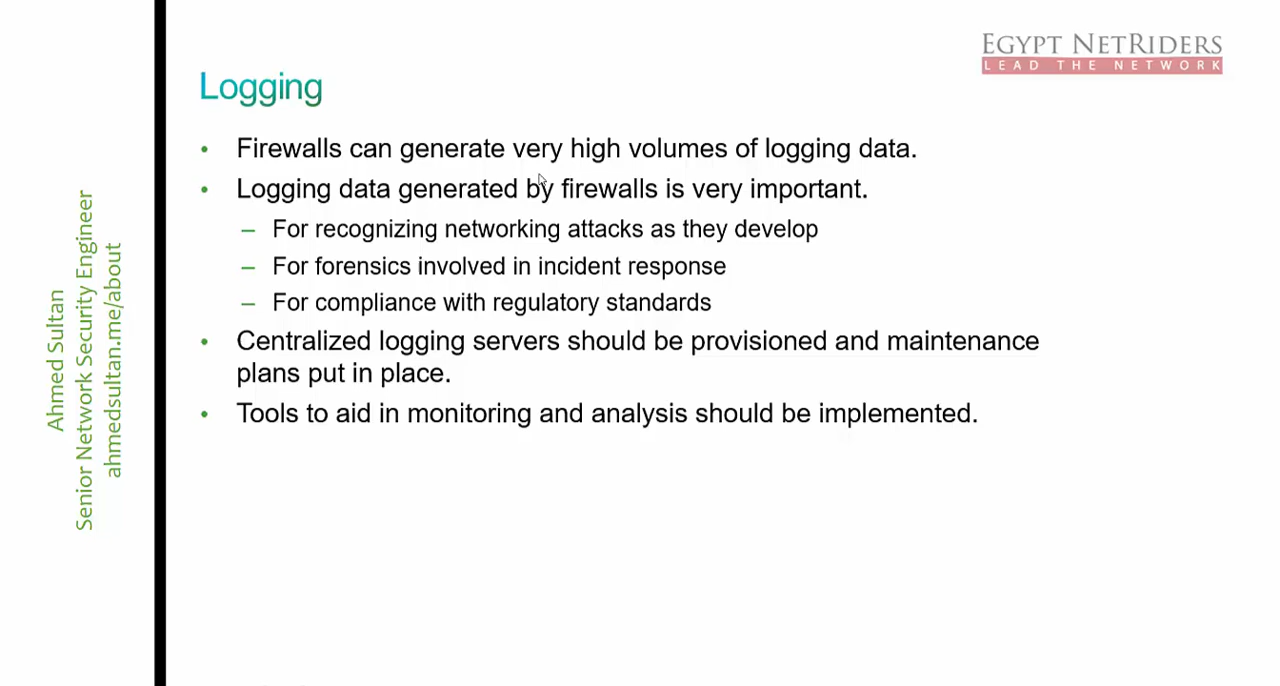 EGYPT NETRIDERS
LEAD THE NETWORK
Logging
• Firewalls can generate very high volumes of logging data.
• Logging data generated by firewalls is very important.
– For recognizing networking attacks as they develop
– For forensics involved in incident response
– For compliance with regulatory standards
• Centralized logging servers should be provisioned and maintenance
plans put in place.
• Tools to aid in monitoring and analysis should be implemented.
Ahmed Sultan
Senior Network Security Engineer
ahmedsultan.me/about